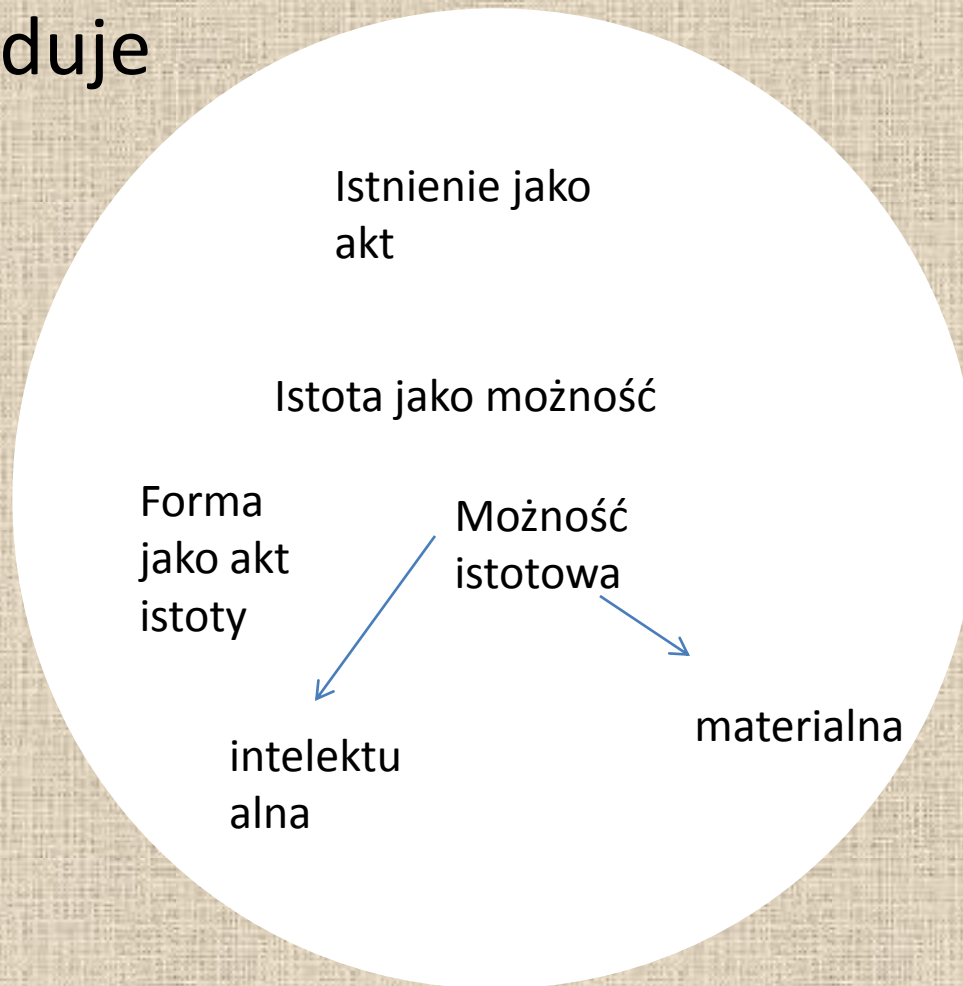 duje
Istnienie jako
akt
Istota jako możność
Forma
jako akt
istoty
Możność
istotowa
intelektu
alna
materialna